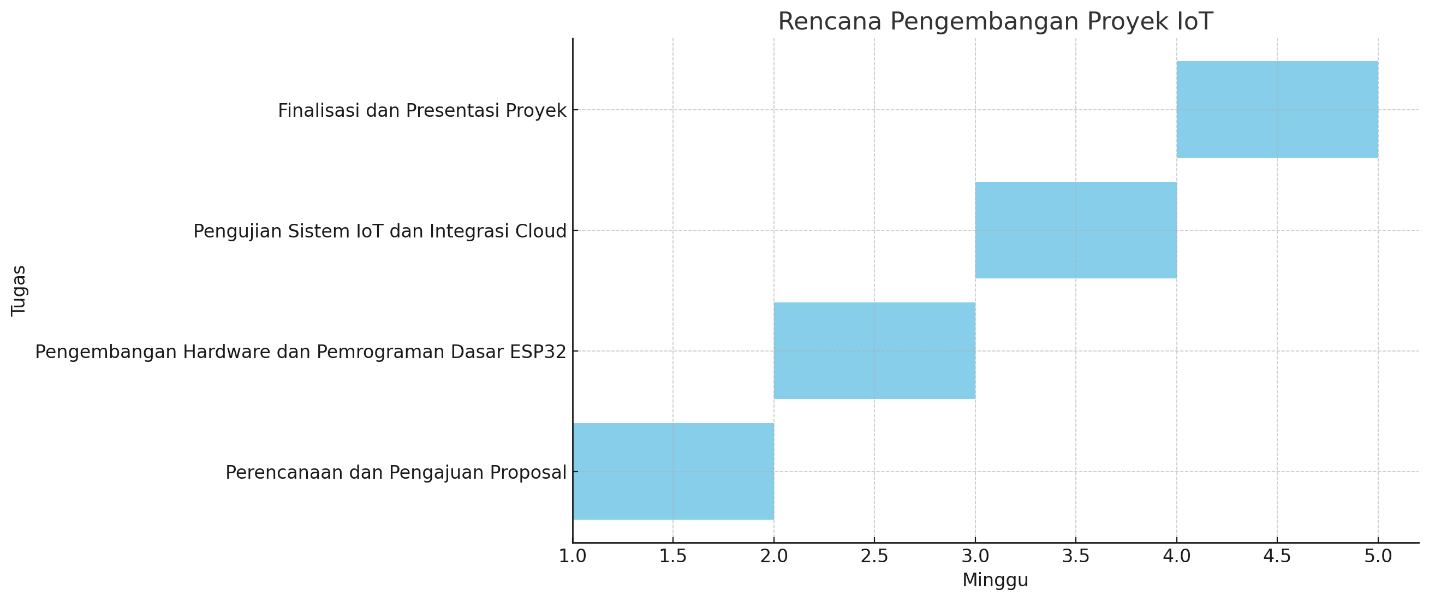 Rencana Pengembangan Proyek IoT
Tugas
Finalisasi dan Presentasi Proyek
Pengujian Sistem IoT dan Integrasi Cloud
Pengembangan Hardware dan Pemrograman Dasar ESP32
Perencanaan dan Pengajuan Proposal
1.0 1.5 2.0 2.5 3.0 3.5 4.0 4.5 5.0
Minggu